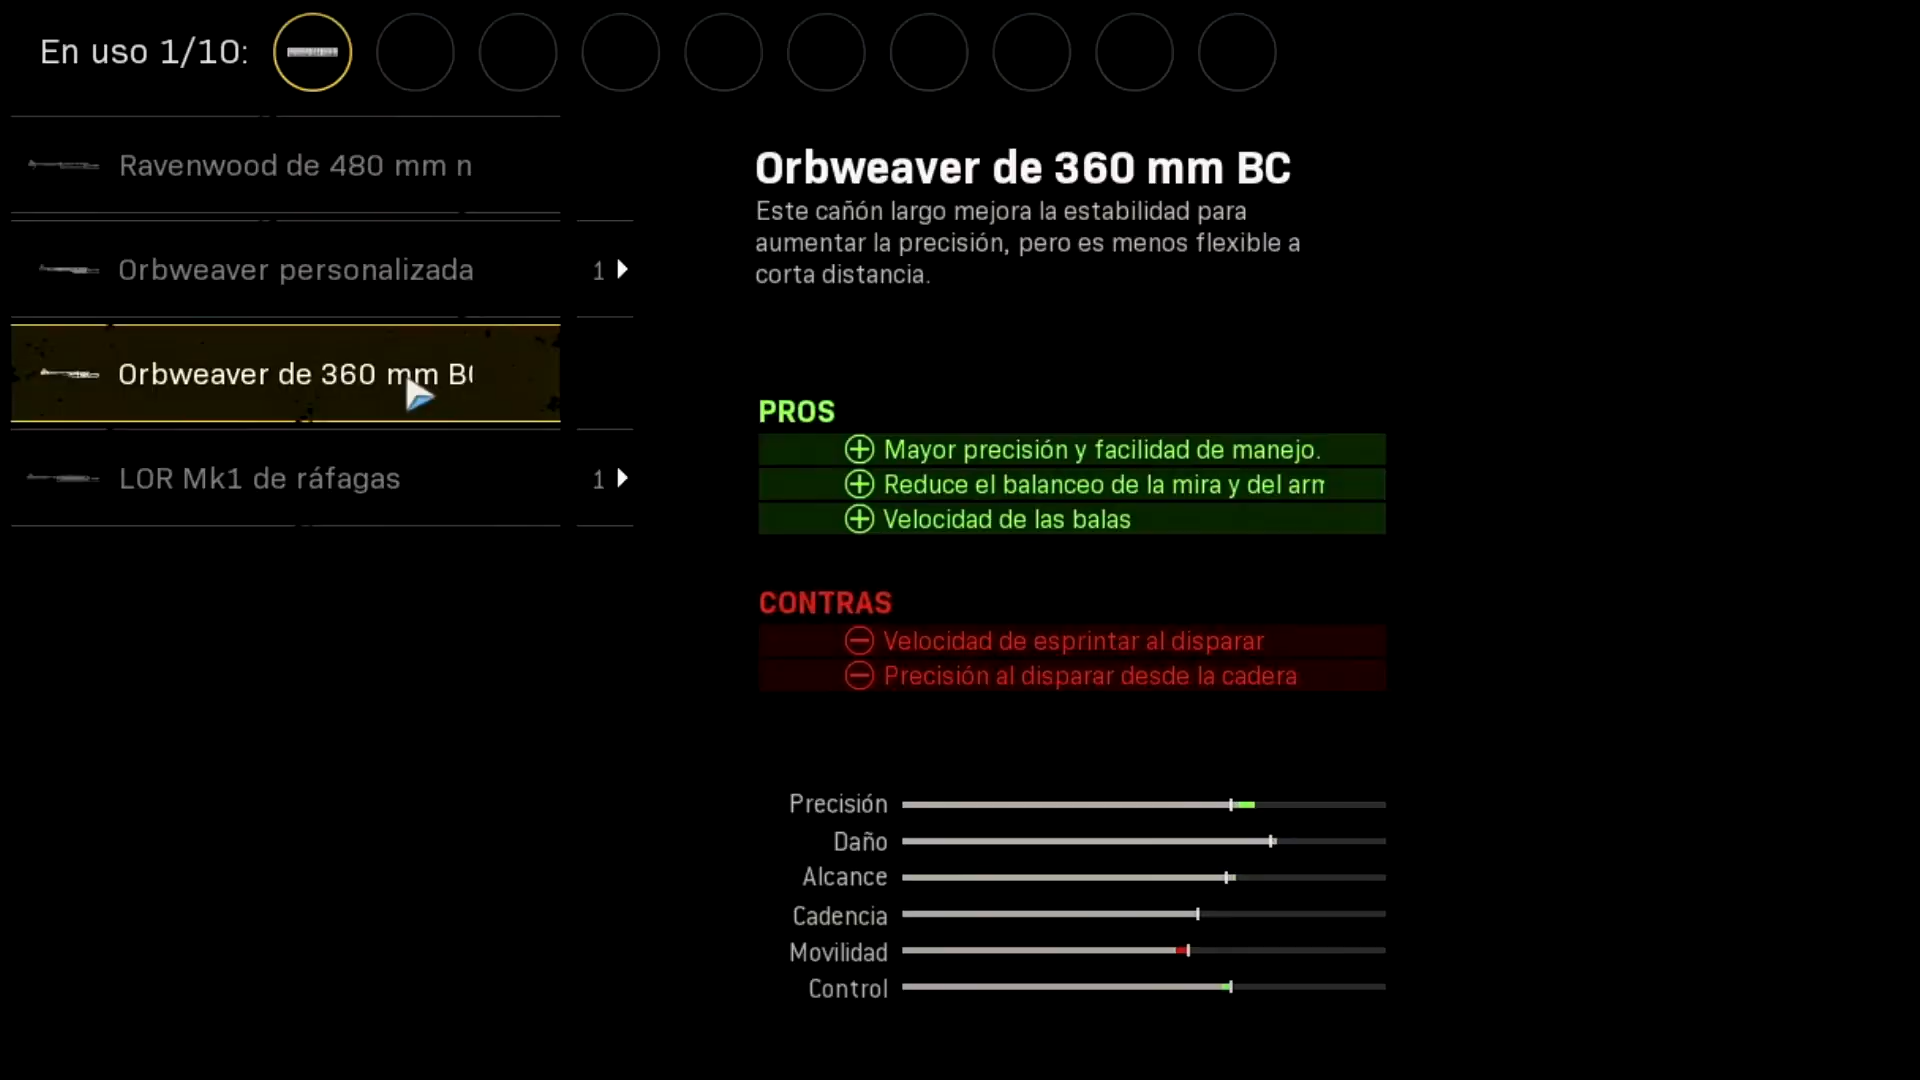 En uso 1/10:
Ravenwood de 480 mm n
Orbweaver personalizada 1
Orbweaver de 360 mm B
LOR Mk1 de ráfagas 1
Orbweaver de 360 mm BC
Este cañón largo mejora la estabilidad para
aumentar la precisión, pero es menos flexible a
corta distancia.
PROS
Mayor precisión y facilidad de manejo.
Reduce el balanceo de la mira y del arm
Velocidad de las balas
CONTRAS
Velocidad de esprintar al disparar
Precisión al disparar desde la cadera
Precisión
Daño
Alcance
Cadencia
Movilidad
Control